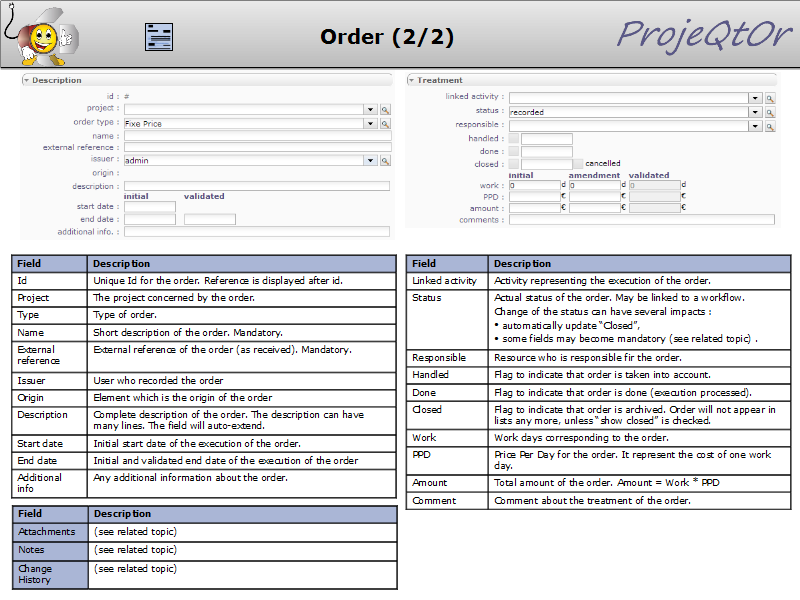 Order (2/2)
ProjeQtOr
Description
id : #
project :
order type : Fixe Price
name :
external reference :
issuer : admin
origin :
description :
initial validated
start date :
end date :
additional info. :
Treatment
linked activity :
status : recorded
responsible :
handled :
done :
closed : cancelled
initial amendment validated
work : 0 d 0 d 0 d
PPD : € € €
amount : € € €
comments :
Field Description
Id Unique Id for the order. Reference is displayed after id.
Project The project concerned by the order.
Type Type of order.
Name Short description of the order. Mandatory.
External External reference of the order (as received). Mandatory.
reference
Issuer User who recorded the order
Origin Element which is the origin of the order
Description Complete description of the order. The description can have
many lines. The field will auto-extend.
Start date Initial start date of the execution of the order.
End date Initial and validated end date of the execution of the order
Additional Any additional information about the order.
info
Field Description
Attachments (see related topic)
Notes (see related topic)
Change (see related topic)
History
Field Description
Linked activity Activity representing the execution of the order.
Status Actual status of the order. May be linked to a workflow.
Change of the status can have several impacts :
• automatically update “Closed”,
• some fields may become mandatory (see related topic) .
Responsible Resource who is responsible fir the order.
Handled Flag to indicate that order is taken into account.
Done Flag to indicate that order is done (execution processed).
Closed Flag to indicate that order is archived. Order will not appear in
lists any more, unless “show closed” is checked.
Work Work days corresponding to the order.
PPD Price Per Day for the order. It represent the cost of one work
day.
Amount Total amount of the order. Amount = Work * PPD
Comment Comment about the treatment of the order.